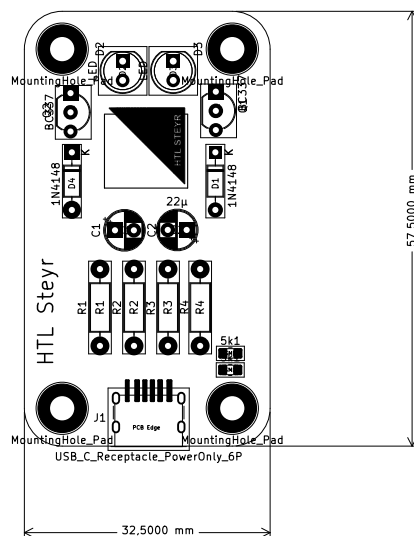 D2
D3
LED
LED
MountingHole_Pad
MountingHole_Pad
BC337
K
K
HTL STEYR
1N4148
D4
D1
1N4148
22µ
C1
C2
HTL Steyr
R1
R1
R2
R2
R3
R3
R4
R4
5k1
J1
PCB Edge
MountingHole_Pad
MountingHole_Pad
USB_C_Receptacle_PowerOnly_6P
57,5000 mm
32,5000 mm